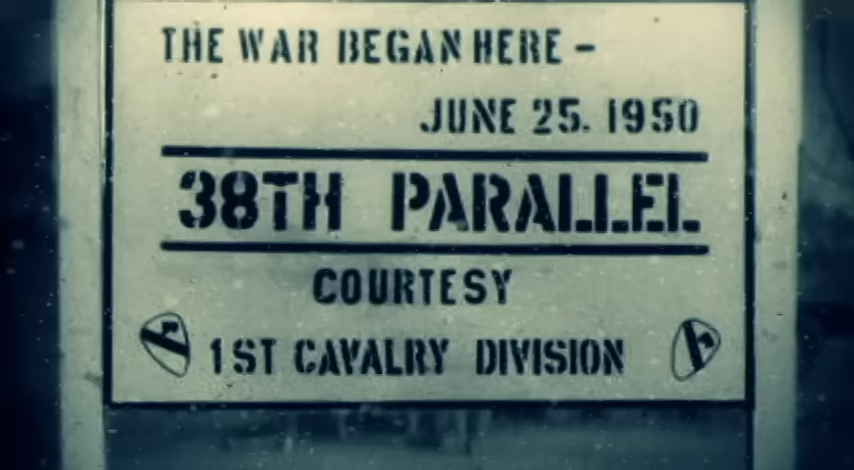 THE WAR BEGAN HERE –
JUNE 25. 1950
38TH PARALLEL
COURTESY
1ST CAVALRY DIVISION